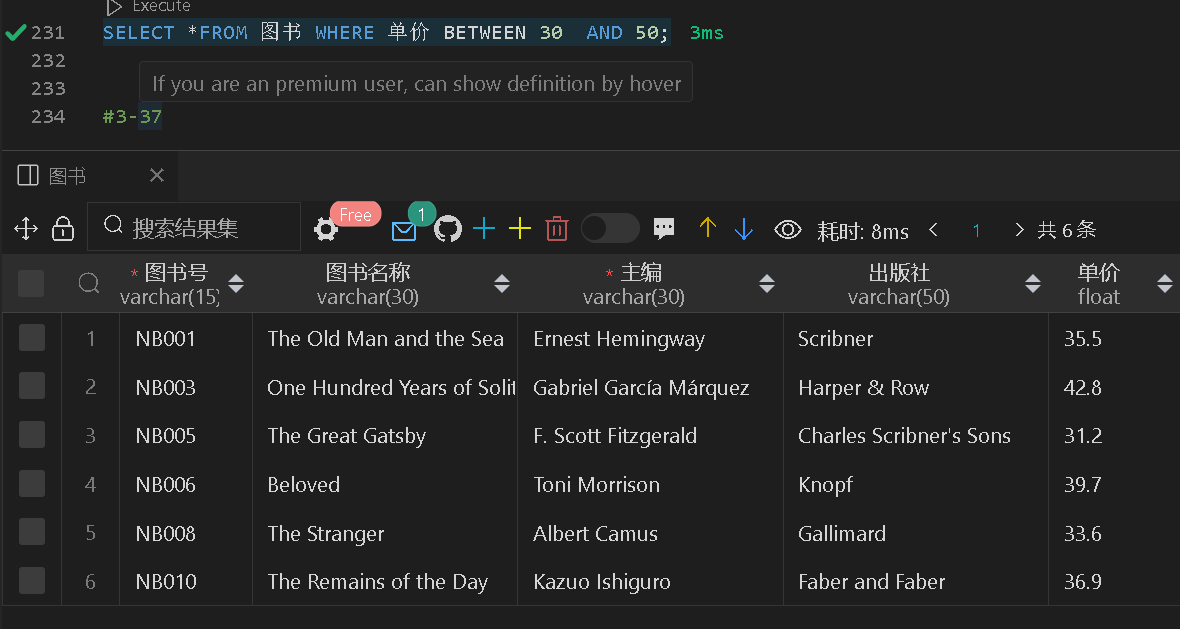 Execute
231 SELECT *FROM 图书 WHERE 单价 BETWEEN 30  AND 50; 3ms
232
If you are an premium user, can show definition by hover
233
234 #3-37
图书
搜索结果集 Free 1 耗时: 8ms 1 共 6 条
* 图书号 图书名称 * 主编 出版社 单价
varchar(15) varchar(30) varchar(30) varchar(50) float
1 NB001 The Old Man and the Sea Ernest Hemingway Scribner 35.5
2 NB003 One Hundred Years of Solit Gabriel García Márquez Harper & Row 42.8
3 NB005 The Great Gatsby F. Scott Fitzgerald Charles Scribner's Sons 31.2
4 NB006 Beloved Toni Morrison Knopf 39.7
5 NB008 The Stranger Albert Camus Gallimard 33.6
6 NB010 The Remains of the Day Kazuo Ishiguro Faber and Faber 36.9